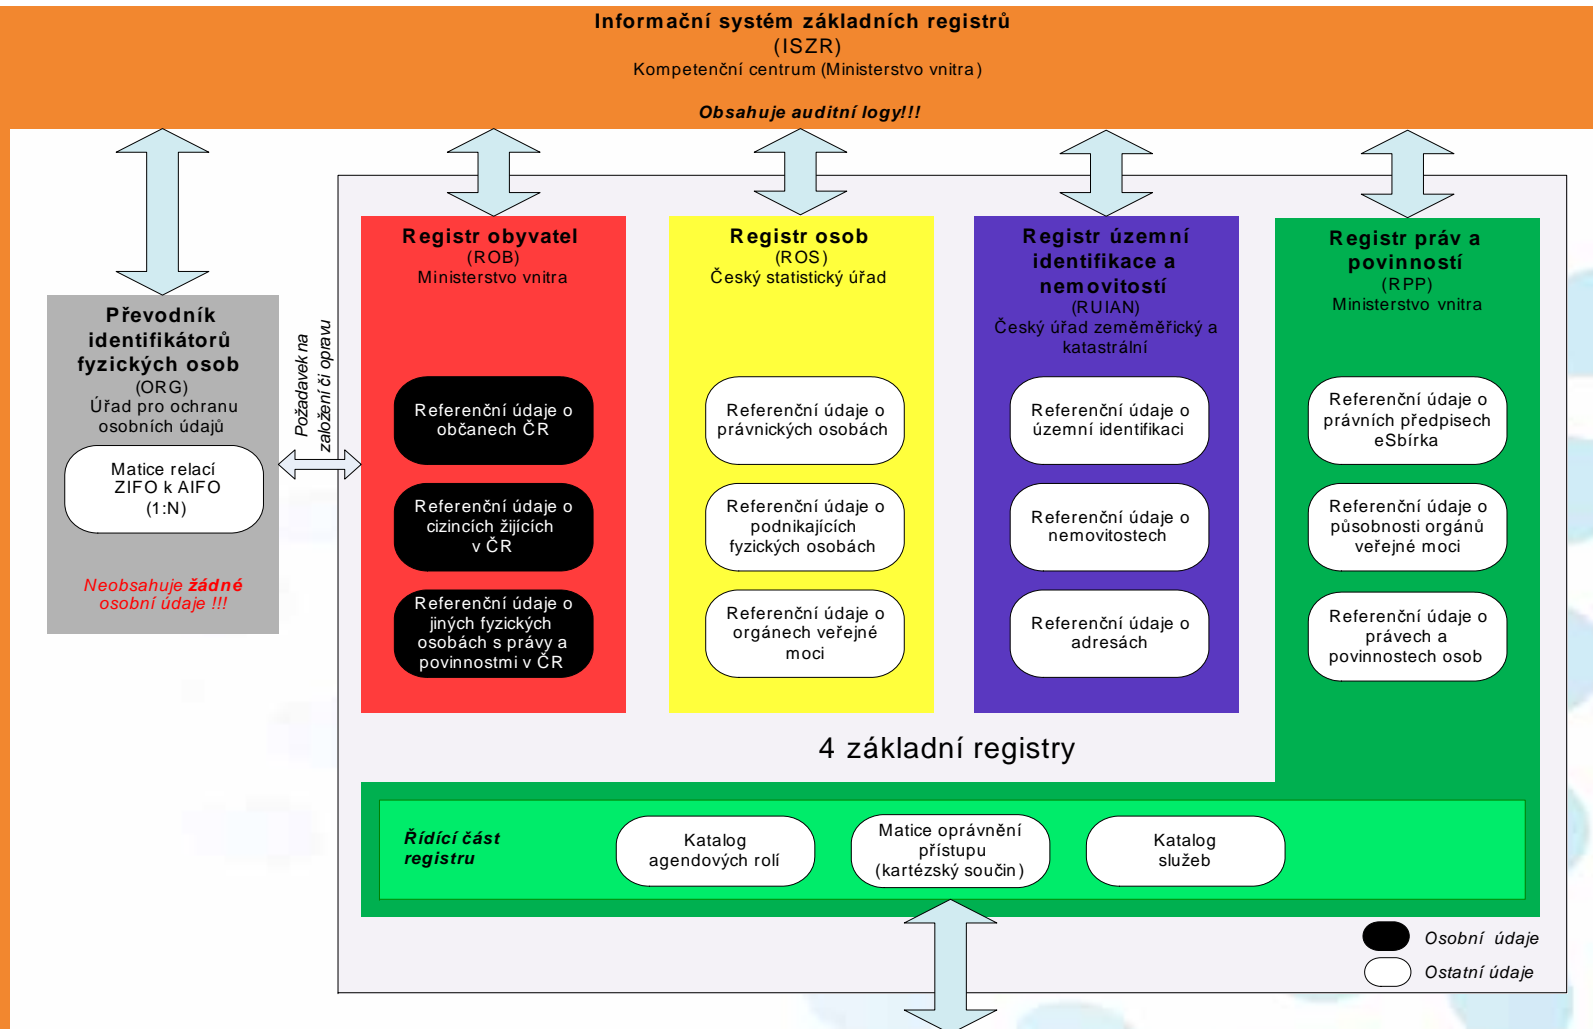 Informační systém základních registrů
(ISZR)
Kompetenční centrum (Ministerstvo vnitra)
Obsahuje auditní logy!!!
Převodník
identifikátorů
fyzických osob
(ORG)
Úřad pro ochranu
osobních údajů
Matice relací
ZIFO k AIFO
(1:N)
Neobsahuje žádné
osobní údaje !!!
Požadavek na
založení či opravu
Registr obyvatel
(ROB)
Ministerstvo vnitra
Referenční údaje o
občanech ČR
Referenční údaje o
cizincích žijících
v ČR
Referenční údaje o
jiných fyzických
osobách s právy a
povinnostmi v ČR
Registr osob
(ROS)
Český statistický úřad
Referenční údaje o
právnických osobách
Referenční údaje o
podnikajících
fyzických osobách
Referenční údaje o
orgánech veřejné
moci
Registr územní
identifikace a
nemovitostí
(RUIAN)
Český úřad zeměměřický a
katastrální
Referenční údaje o
územní identifikaci
Referenční údaje o
nemovitostech
Referenční údaje o
adresách
Registr práv a
povinností
(RPP)
Ministerstvo vnitra
Referenční údaje o
právních předpisech
eSbírka
Referenční údaje o
působnosti orgánů
veřejné moci
Referenční údaje o
právech a
povinnostech osob
4 základní registry
Řídící část
registru
Katalog
agendových rolí
Matice oprávnění
přístupu
(kartézský součin)
Katalog
služeb
Osobní údaje
Ostatní údaje